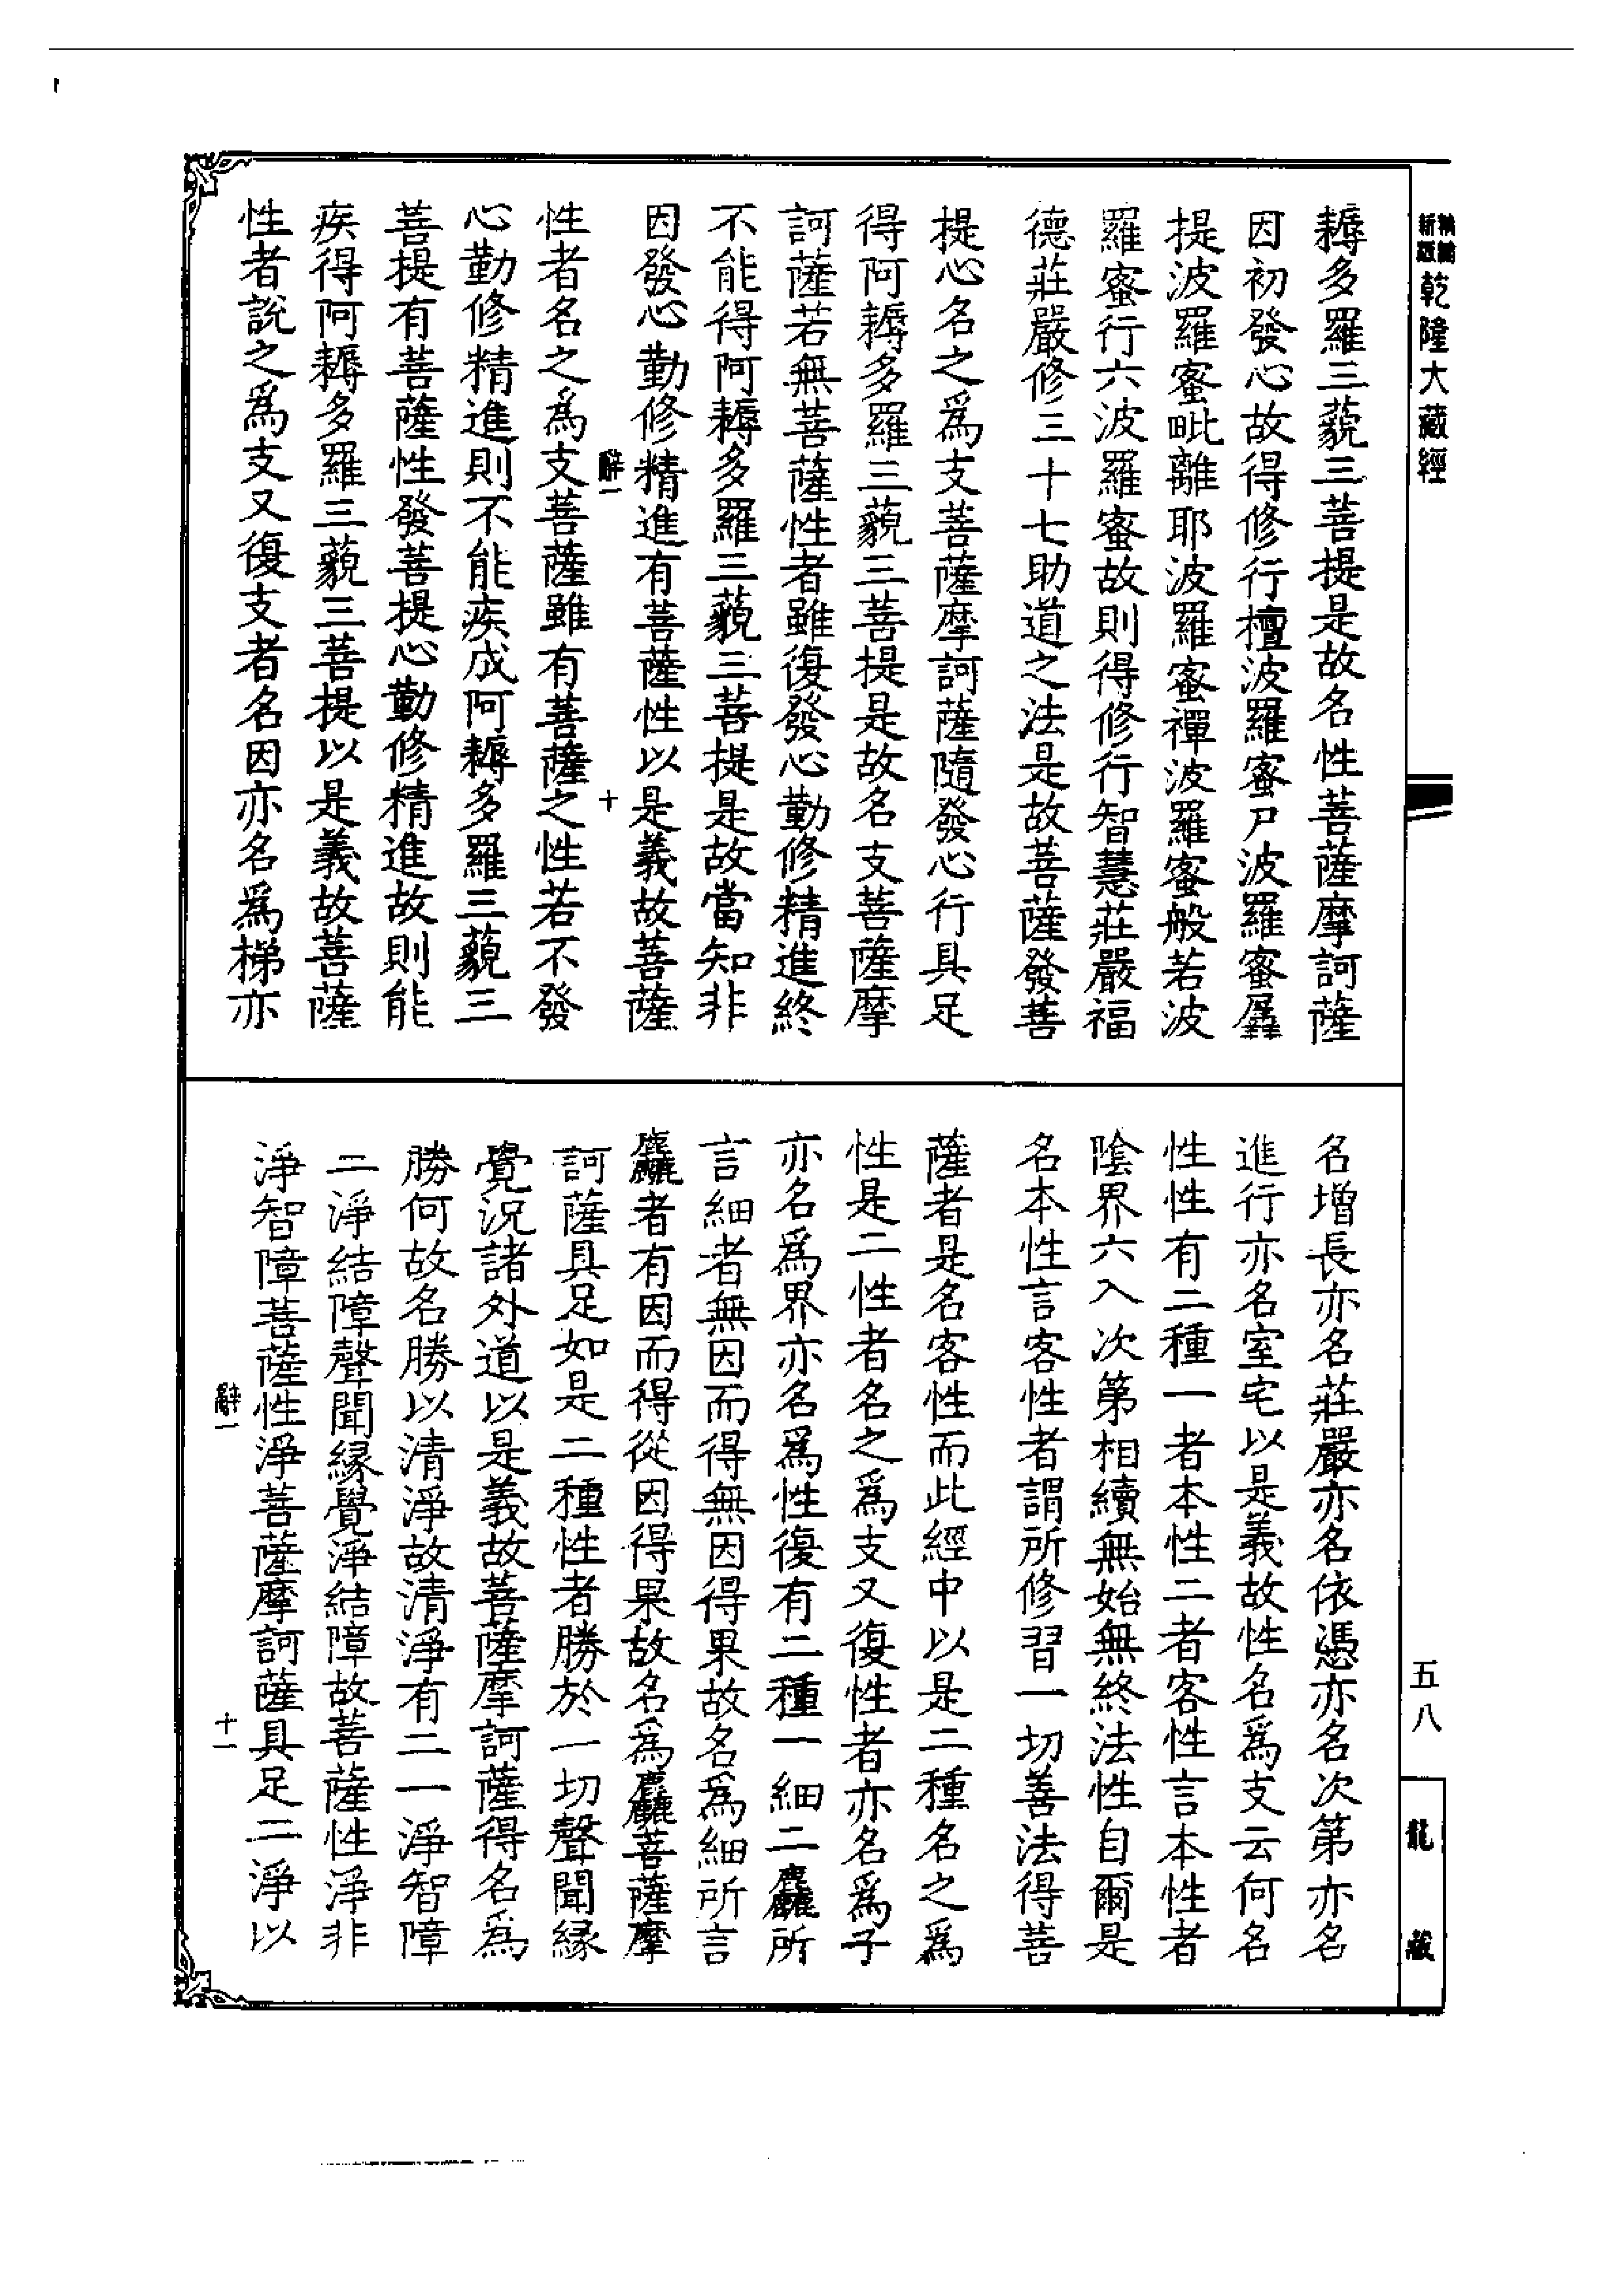 新版精縮乾隆大藏經
耨多羅三藐三菩提是故名性菩薩摩訶薩
因初發心故得修行檀波羅蜜尸波羅蜜羼
提波羅蜜毗離耶波羅蜜禪波羅蜜般若波
羅蜜行六波羅蜜故則得修行智慧莊嚴福
德莊嚴修三十七助道之法是故菩薩發菩
提心名之為支菩薩摩訶薩隨發心行具足
得阿耨多羅三藐三菩提是故名支菩薩摩
訶薩若無菩薩性者雖復發心勤修精進終
不能得阿耨多羅三藐三菩提是故當知非
因發心勤修精進有菩薩性以是義故菩薩
辭一 十
性者名之為支菩薩雖有菩薩之性若不發
心勤修精進則不能疾成阿耨多羅三藐三
菩提有菩薩性發菩提心勤修精進故則能
疾得阿耨多羅三藐三菩提以是義故菩薩
性者說之為支又復支者名因亦名為梯亦
名增長亦名莊嚴亦名依憑亦名次第亦名
進行亦名室宅以是義故性名為支云何名
性性有二種一者本性二者客性言本性者
陰界六入次第相續無始無終法性自爾是
名本性言客性者謂所修習一切善法得菩
薩者是名客性而此經中以是二種名之為
性是二性者名之為支又復性者亦名為子
亦名為界亦名為性復有二種一細二麤所
言細者無因而得無因得果故名為細所言
麤者有因而得從因得果故名為麤菩薩摩
訶薩具足如是二種性者勝於一切聲聞緣
覺況諸外道以是義故菩薩摩訶薩得名為
勝何故名勝以清淨故清淨有二一淨智障
二淨結障聲聞緣覺淨結障故菩薩性淨非
淨智障菩薩性淨菩薩摩訶薩具足二淨以
辭一 十一
五八
龍藏